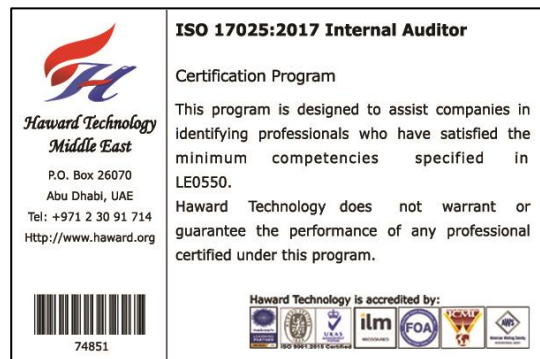 Haward Technology
Middle East
P.O. Box 26070
Abu Dhabi, UAE
Tel: +971 2 30 91 714
Http://www.haward.org
74851
ISO 17025:2017 Internal Auditor
Certification Program
This program is designed to assist companies in
identifying professionals who have satisfied the
minimum competencies specified in
LE0550.
Haward Technology does not warrant or
guarantee the performance of any professional
certified under this program.
Haward Technology is accredited by:
UKAS
ilm
FOA
ICML
AWS
ISO 9001:2015 Certified